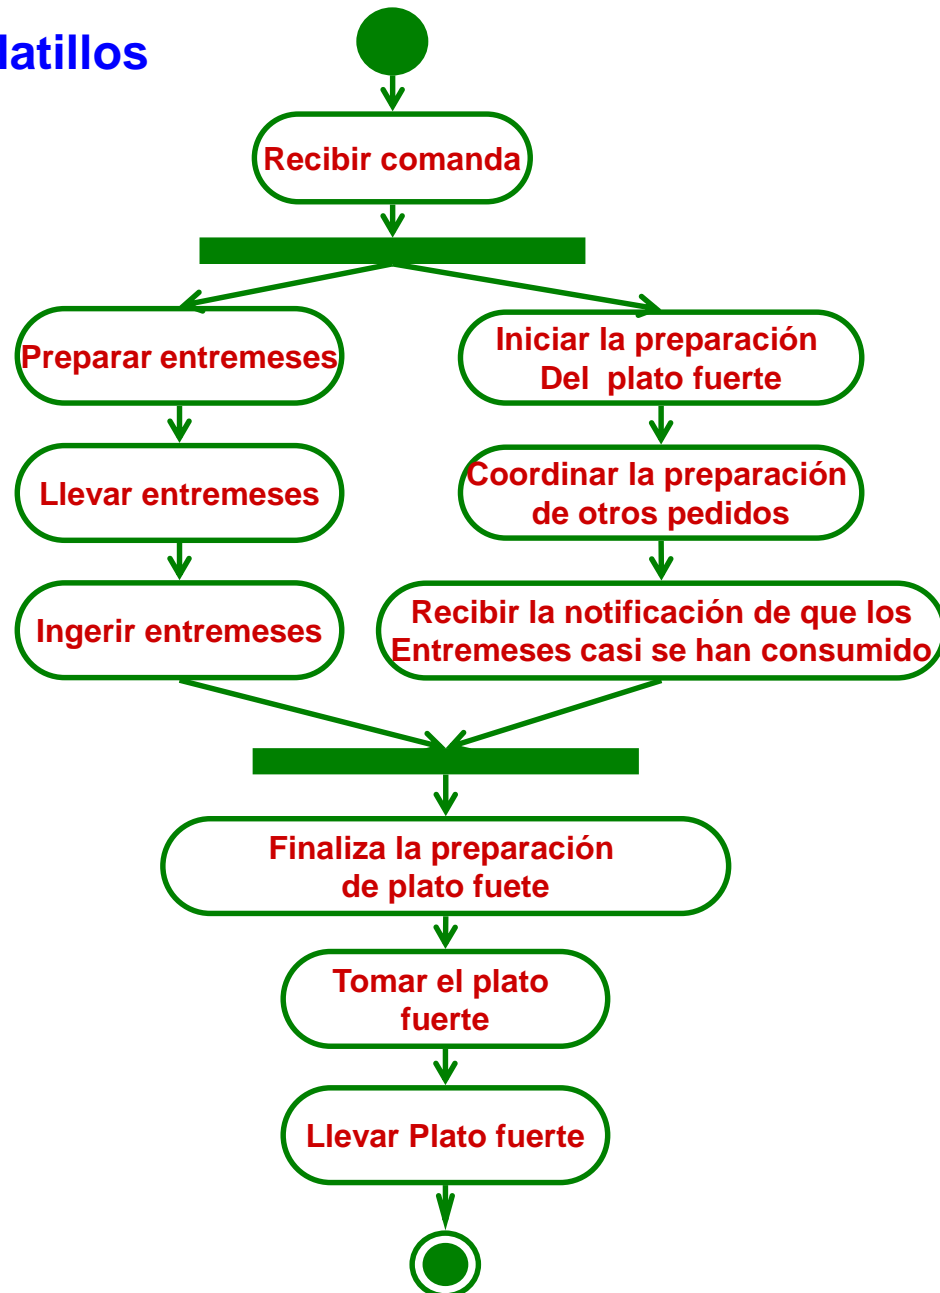 latillos
Recibir comanda
Preparar entremeses
Iniciar la preparación
Del plato fuerte
Llevar entremeses
Coordinar la preparación
de otros pedidos
Ingerir entremeses
Recibir la notificación de que los
Entremeses casi se han consumido
Finaliza la preparación
de plato fuete
Tomar el plato
fuerte
Llevar Plato fuerte